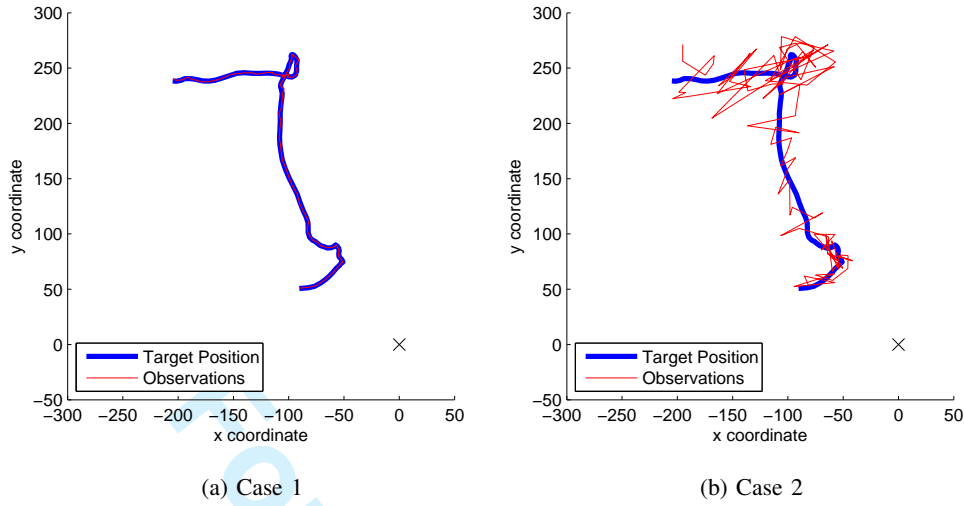 300
250
200
150
100
50
0
−50
−300 −250 −200 −150 −100 −50 0 50
y coordinate
x coordinate
Target Position
Observations
(a) Case 1
300
250
200
150
100
50
0
−50
−300 −250 −200 −150 −100 −50 0 50
y coordinate
x coordinate
Target Position
Observations
(b) Case 2